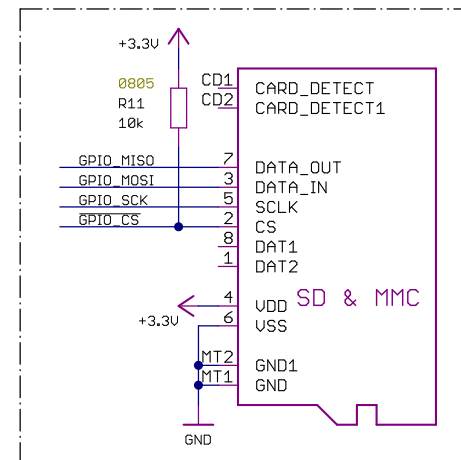 +3.3V
0805
R11
10k
CD1 CARD_DETECT
CD2 CARD_DETECT1
GPIO_MISO 7 DATA_OUT
GPIO_MOSI 3 DATA_IN
GPIO_SCK 5 SCLK
GPIO_CS 2 CS
8 DAT1
1 DAT2
SD & MMC
4 VDD
+3.3V 6 VSS
MT2 GND1
MT1 GND
GND